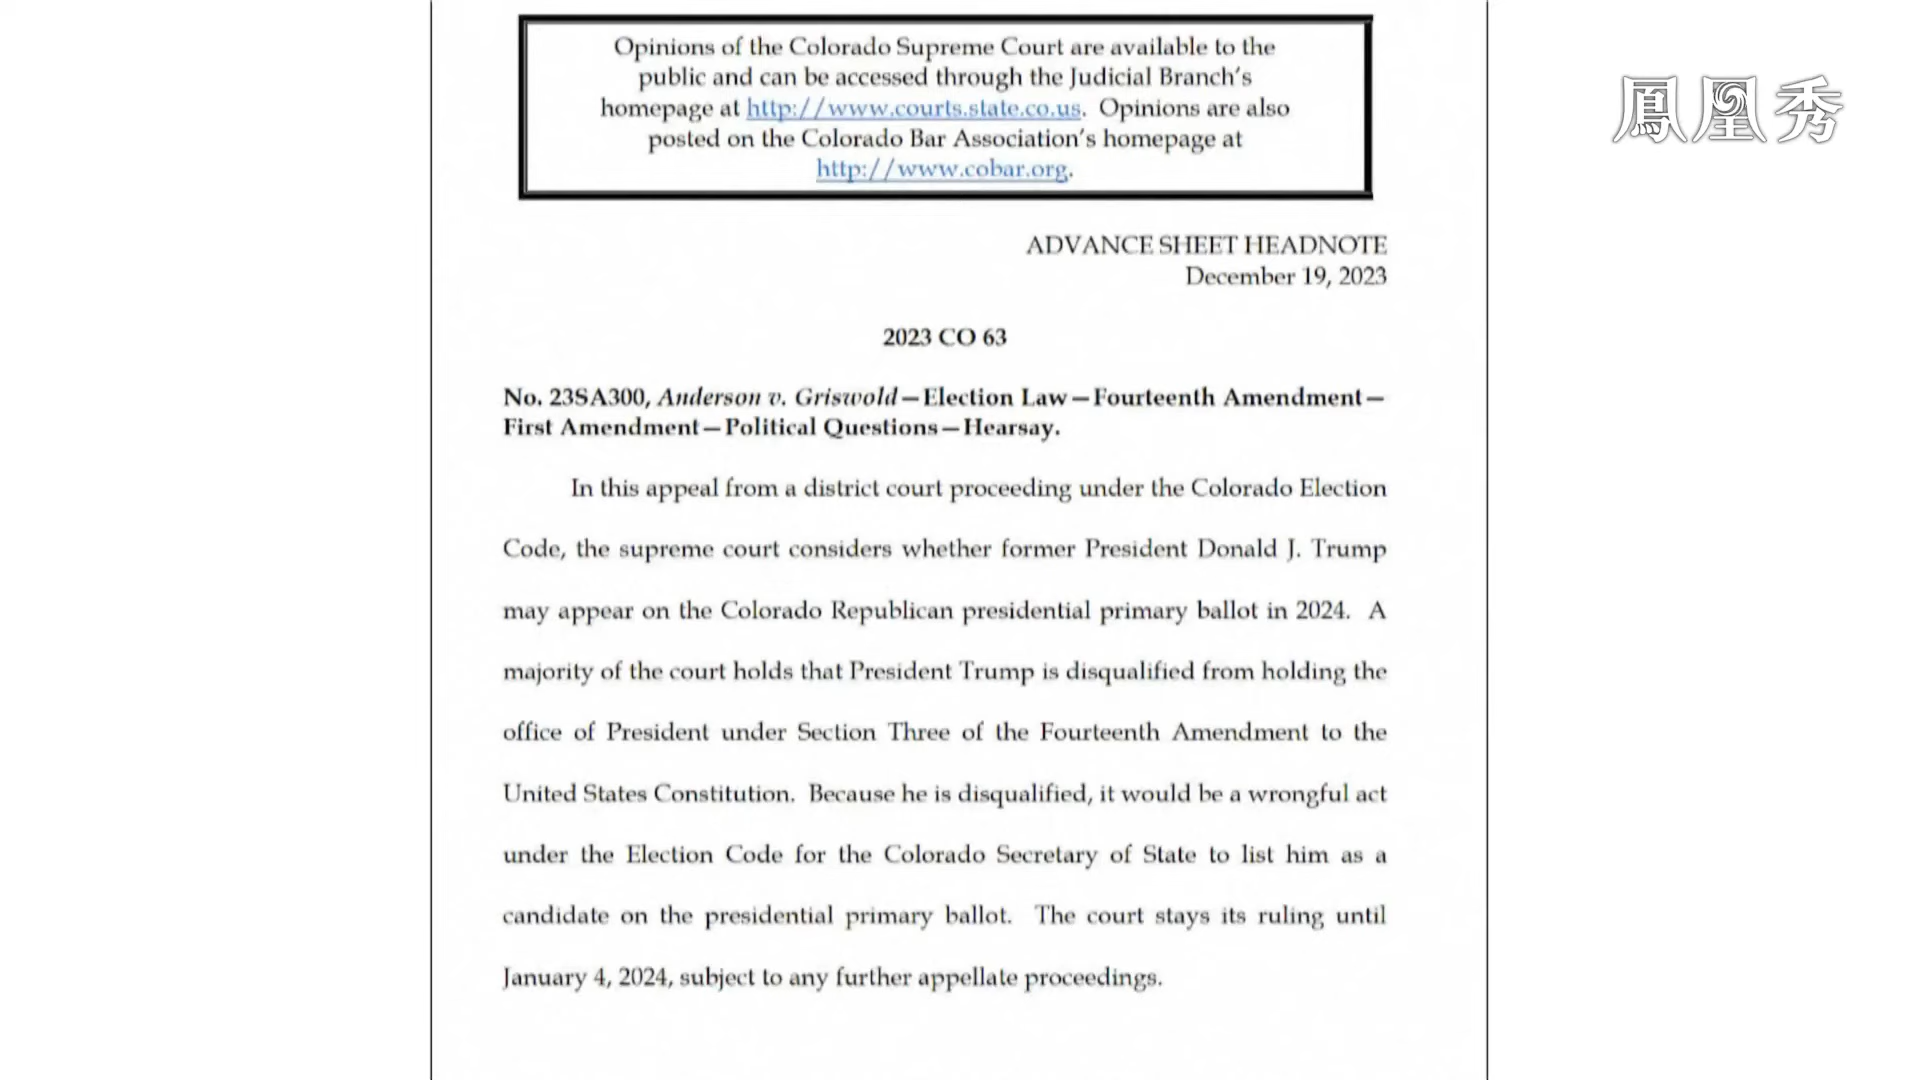 Opinions of the Colorado Supreme Court are available to the
public and can be accessed through the Judicial Branch's
homepage at http://www.courts.state.co.us. Opinions are also
posted on the Colorado Bar Association's homepage at
http://www.cobar.org.
鳳凰秀
ADVANCE SHEET HEADNOTE
December 19, 2023
2023 CO 63
No. 23SA300, Anderson v. Griswold—Election Law—Fourteenth Amendment—
First Amendment—Political Questions—Hearsay.
In this appeal from a district court proceeding under the Colorado Election
Code, the supreme court considers whether former President Donald J. Trump
may appear on the Colorado Republican presidential primary ballot in 2024. A
majority of the court holds that President Trump is disqualified from holding the
office of President under Section Three of the Fourteenth Amendment to the
United States Constitution. Because he is disqualified, it would be a wrongful act
under the Election Code for the Colorado Secretary of State to list him as a
candidate on the presidential primary ballot. The court stays its ruling until
January 4, 2024, subject to any further appellate proceedings.